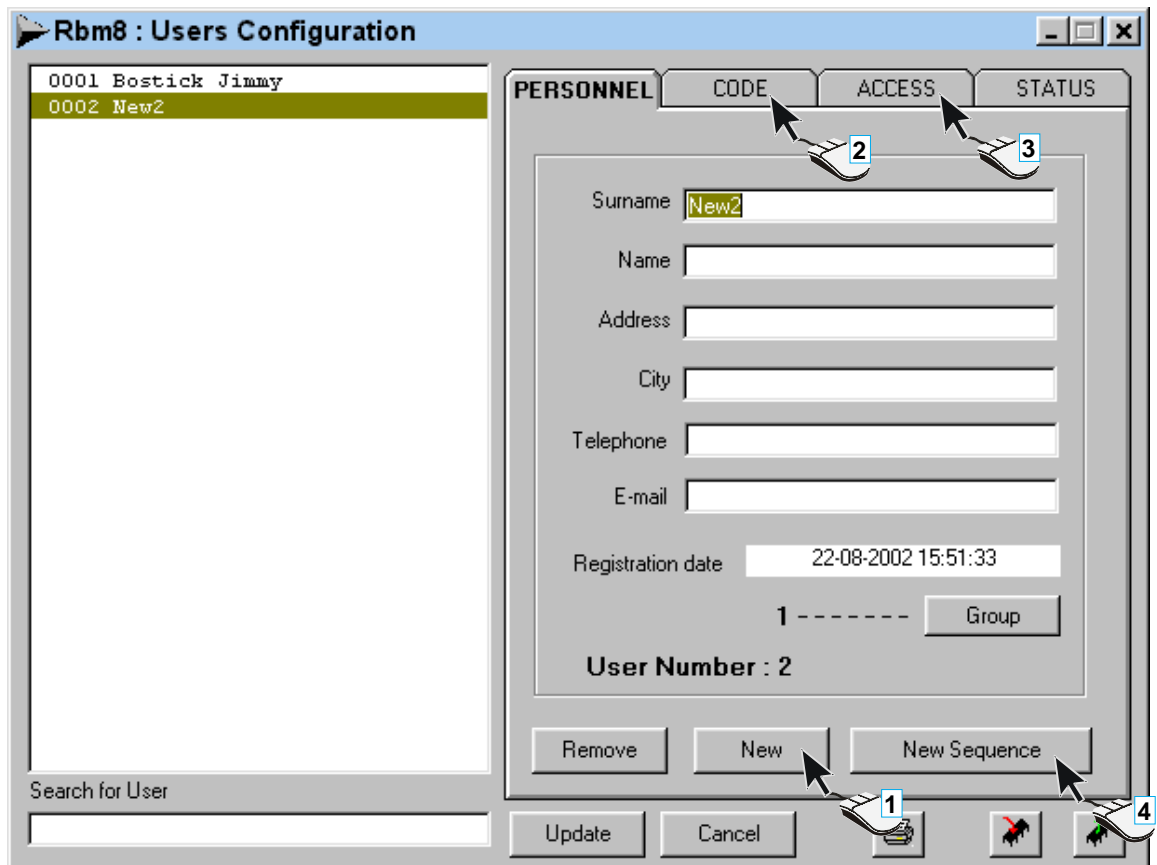 Rbm8 : Users Configuration
0001 Bostick Jimmy
0002 New2
PERSONNEL CODE ACCESS STATUS
2
3
Surname New2
Name
Address
City
Telephone
E-mail
Registration date 22-08-2002 15:51:33
1 - - - - - - - Group
User Number : 2
Remove New New Sequence
1
4
Search for User
Update Cancel